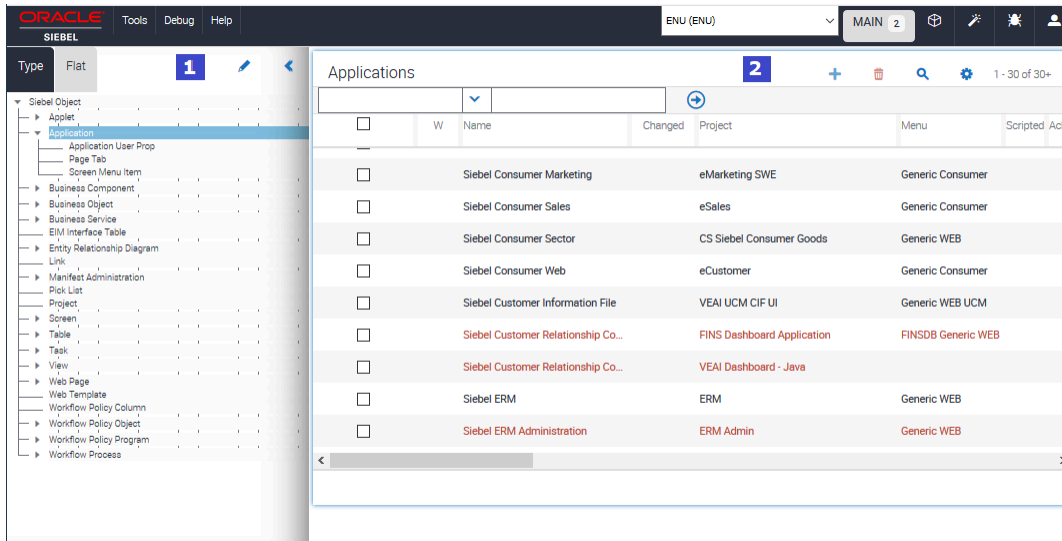 ORACLE
SIEBEL
Tools Debug Help
ENU (ENU)
MAIN 2
Type Flat
1
Siebel Object
Applet
Application
Application User Prop
Page Tab
Screen Menu Item
Business Component
Business Object
Business Service
EIM Interface Table
Entity Relationship Diagram
Link
Manifest Administration
Pick List
Project
Screen
Table
Task
View
Web Page
Web Template
Workflow Policy Column
Workflow Policy Object
Workflow Policy Program
Workflow Process
Applications
2
1 - 30 of 30+
W Name Changed Project Menu Scripted
Siebel Consumer Marketing eMarketing SWE Generic Consumer
Siebel Consumer Sales eSales Generic Consumer
Siebel Consumer Sector CS Siebel Consumer Goods Generic WEB
Siebel Consumer Web eCustomer Generic Consumer
Siebel Customer Information File VEAI UCM CIF UI Generic WEB UCM
Siebel Customer Relationship Co... FINS Dashboard Application FINSDB Generic WEB
Siebel Customer Relationship Co... VEAI Dashboard - Java
Siebel ERM ERM Generic WEB
Siebel ERM Administration ERM Admin Generic WEB